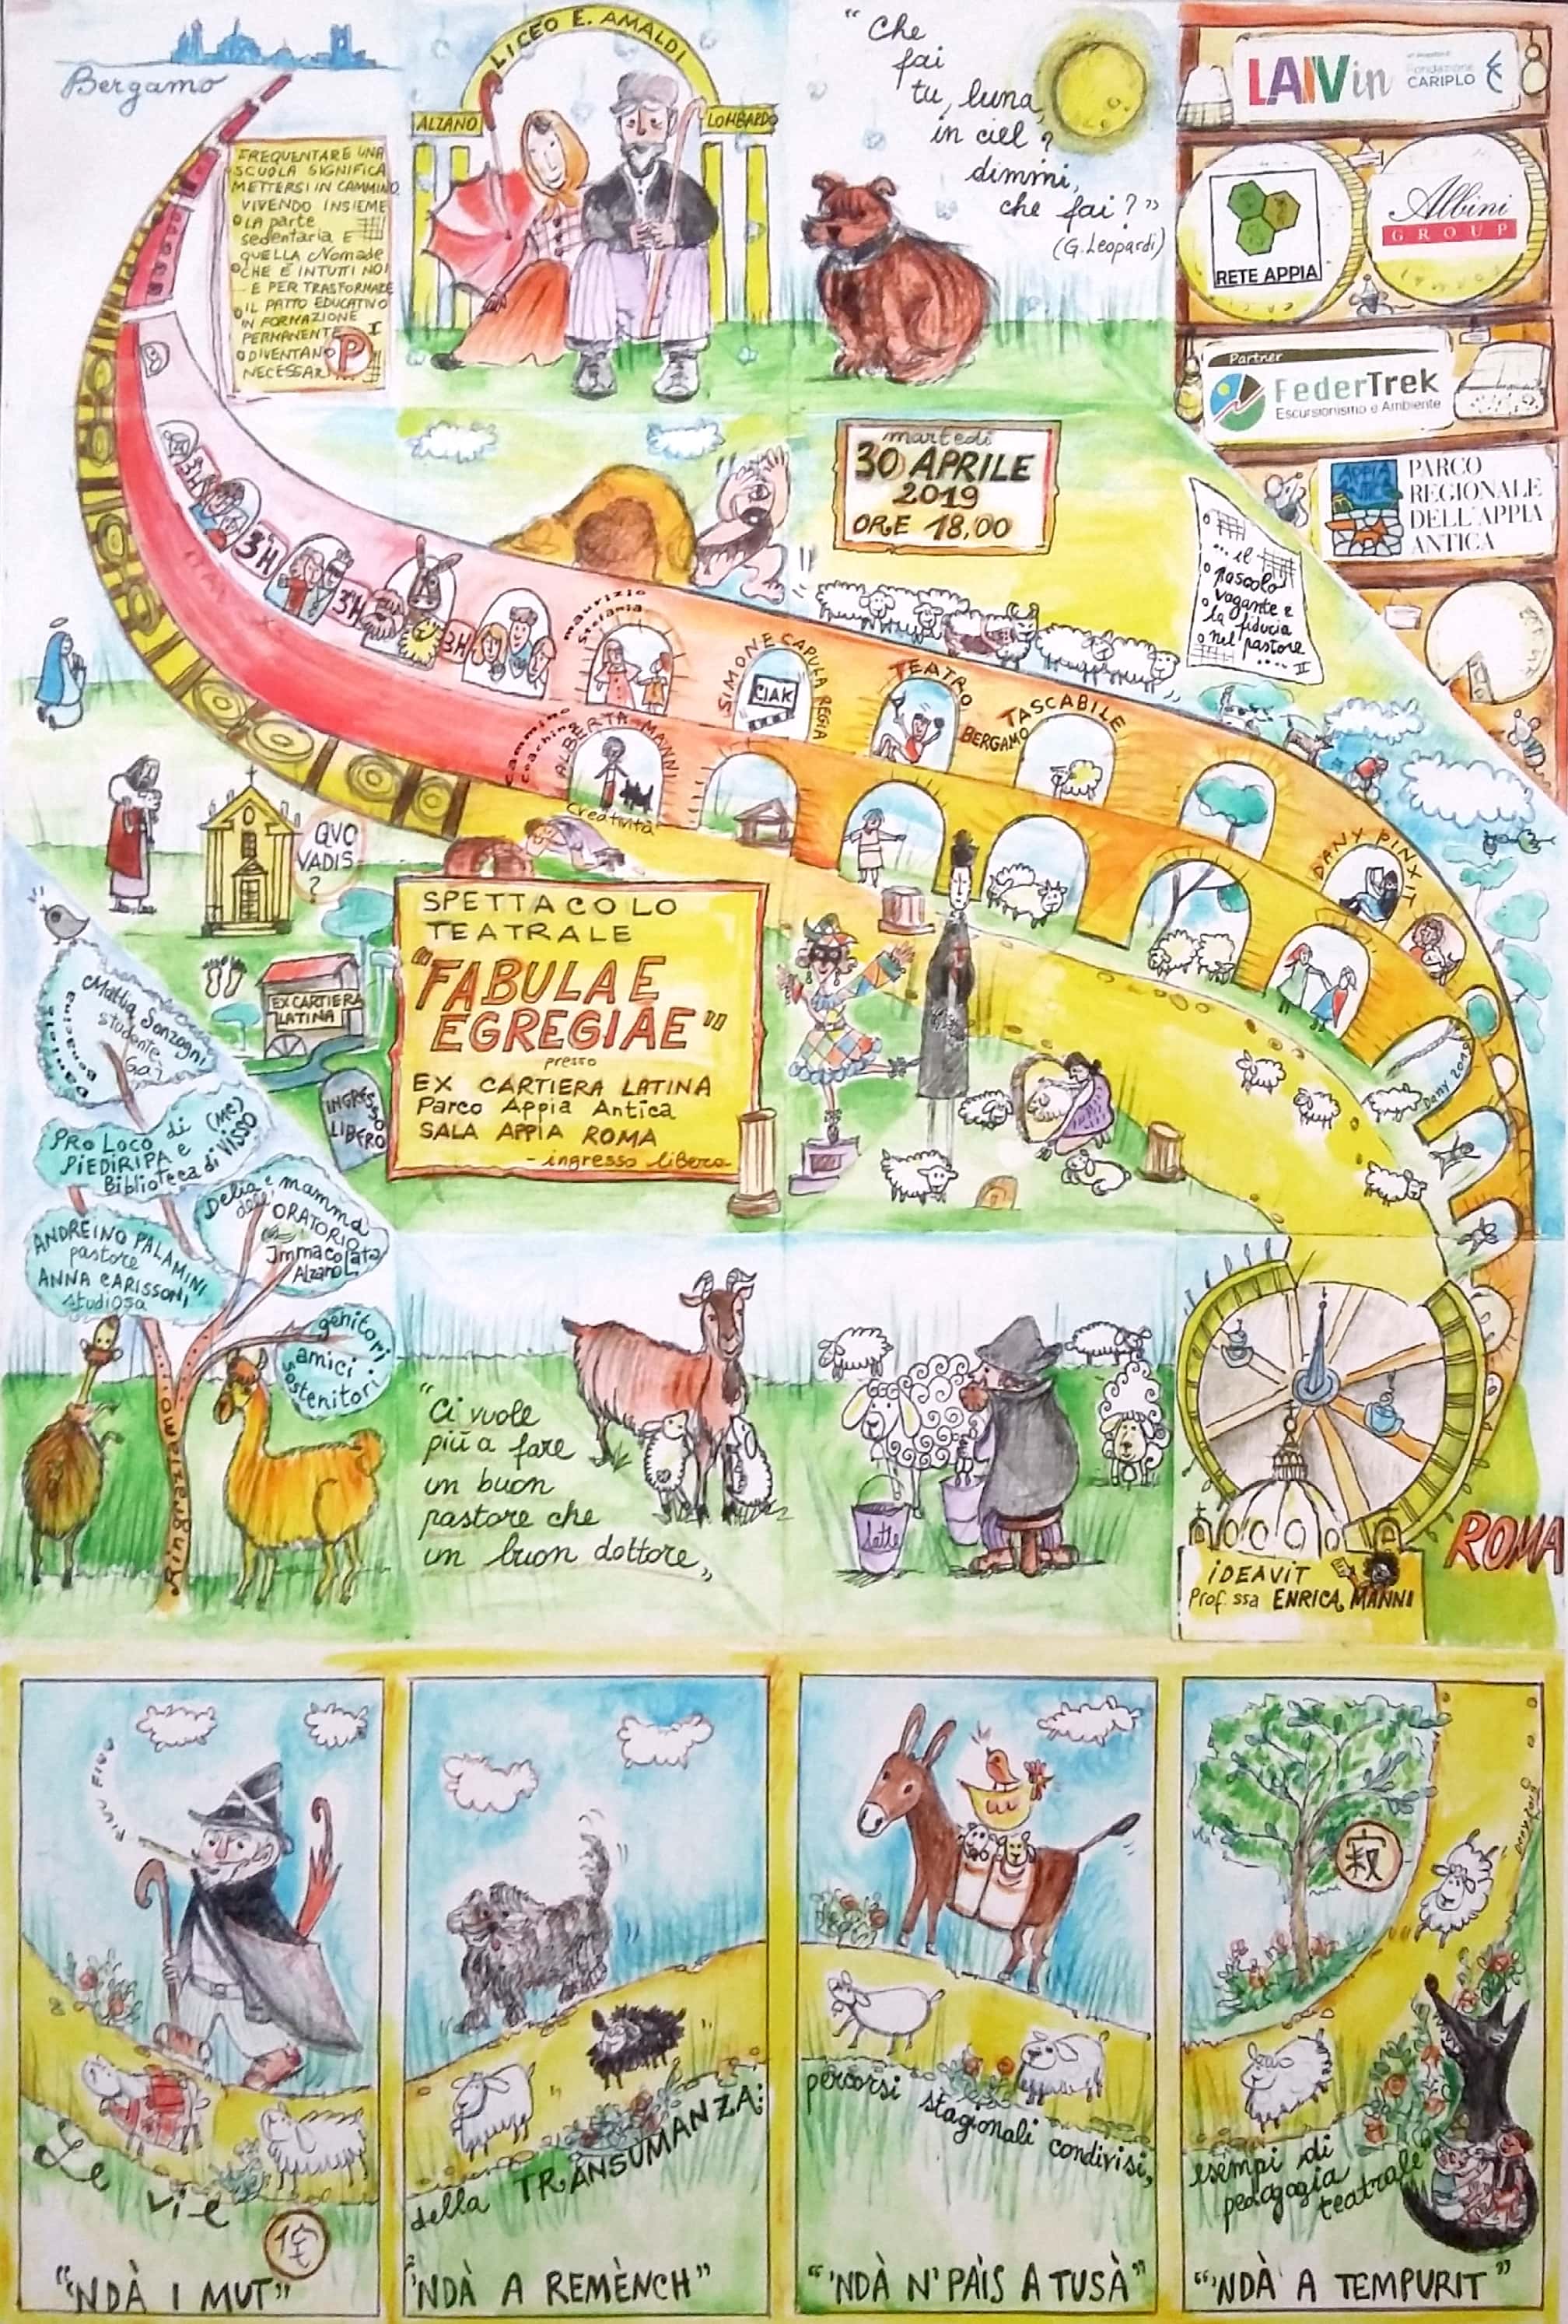 Bergamo
FREQUENTARE UNA
SCUOLA SIGNIFICA
METTERSI IN CAMMINO
VIVENDO INSIEME
LA parte
sedentaria E
quella Nomade
CHE È IN TUTTI NOI
E PER TRASFORMARE
IL PATTO EDUCATIVO
IN FORMAZIONE
PERMANENTE I
DIVENTANO P
NECESSARI
LICEO E. AMALDI
ALZANO LOMBARDO
"Che
fai
tu, luna,
in ciel?
dimmi,
che fai?"
(G. Leopardi)
LAIVin
Fondazione
CARIPLO
RETE APPIA
Albini
GROUP
Partner
FederTrek
Escursionismo e Ambiente
APPIA
PARCO
REGIONALE
DELL'APPIA
ANTICA
martedì
30 APRILE
2019
ORE 18,00
... il
pascolo
vagante e
la fiducia
nel pastore
.... II
ITA
3H
3H
3H
3H
maurizio
Stefania
SIMONE CAPULA REGIA
CIAK
TEATRO
TASCABILE
BERGAMO
Cammino
Coaching
ALBERTA MANNI
Creatività
DANY PINXIT
QVO
VADIS
?
EX CARTIERA
LATINA
INGRESSO
LIBERO
SPETTACOLO
TEATRALE
"FABULAE
EGREGIAE"
presso
EX CARTIERA LATINA
Parco Appia Antica
SALA APPIA ROMA
- ingresso libero
Daniele
Bonacina
Mattia Sonzogni
studente
Gai
PRO LOCO di
PIEDIRIPA e (MC)
Biblioteca di VISSO
Delia e mamma
dell'ORATORIO
Immacolata
Alzano L.
ANDREINO PALAMINI
pastore
ANNA CARISSONI
studiosa
genitori
amici
sostenitori
Ringraziamo
"Ci vuole
più a fare
un buon
pastore che
un buon dottore"
latte
ROMA
IDEAVIT
Prof.ssa ENRICA MANNI
Le vie
"'NDÀ I MUT"
della TRANSUMANZA:
"'NDÀ A REMÈNCH"
percorsi stagionali condivisi,
"'NDÀ N'PÀIS A TUSÀ"
寂
esempi di
pedagogia
teatrale
"'NDÀ A TEMPURIT"